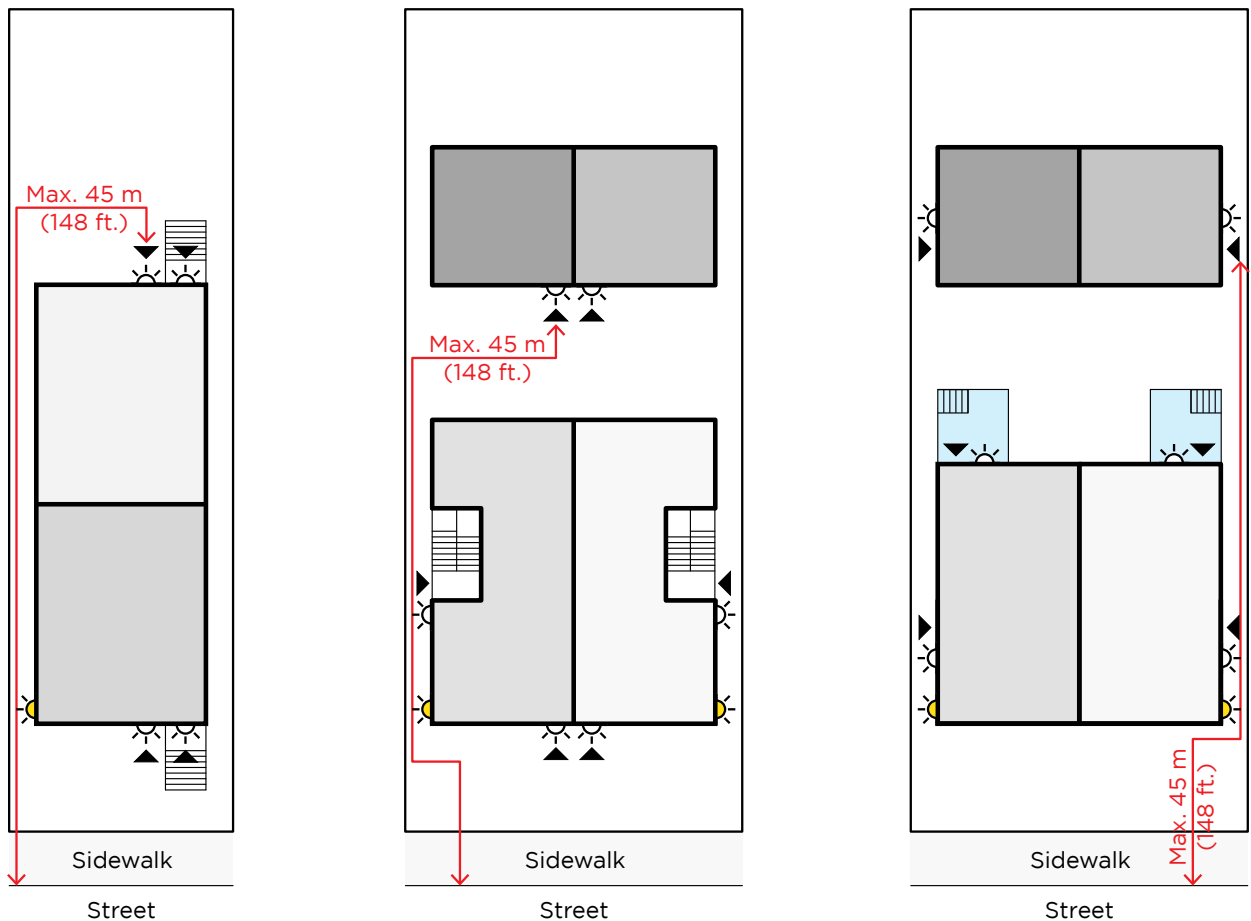 Max. 45 m
(148 ft.)
Sidewalk
Street
Max. 45 m
(148 ft.)
Sidewalk
Street
Max. 45 m
(148 ft.)
Sidewalk
Street